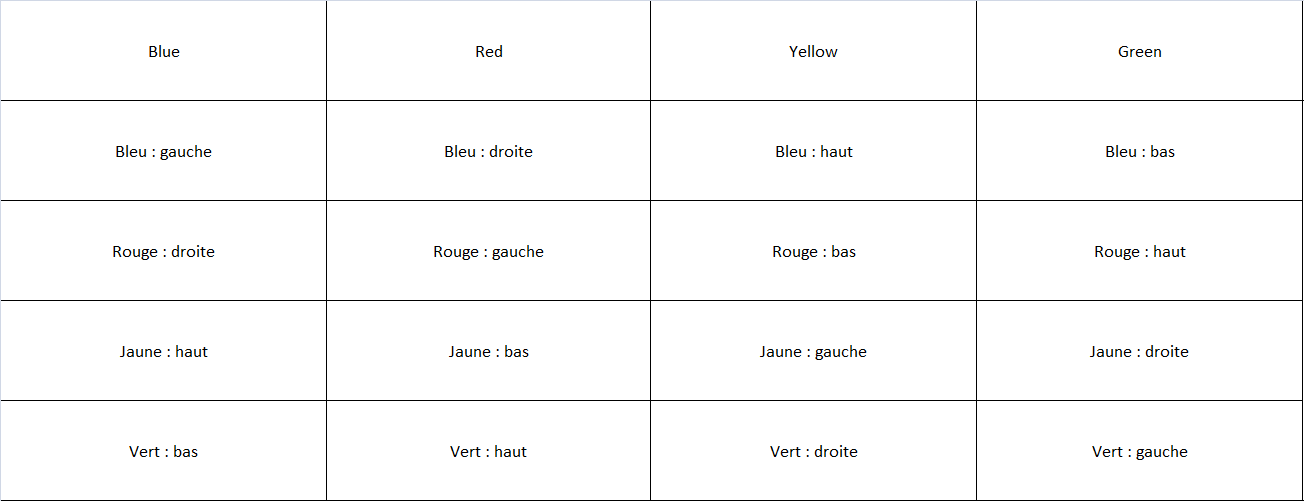 Blue Red Yellow Green
Bleu : gauche Bleu : droite Bleu : haut Bleu : bas
Rouge : droite Rouge : gauche Rouge : bas Rouge : haut
Jaune : haut Jaune : bas Jaune : gauche Jaune : droite
Vert : bas Vert : haut Vert : droite Vert : gauche